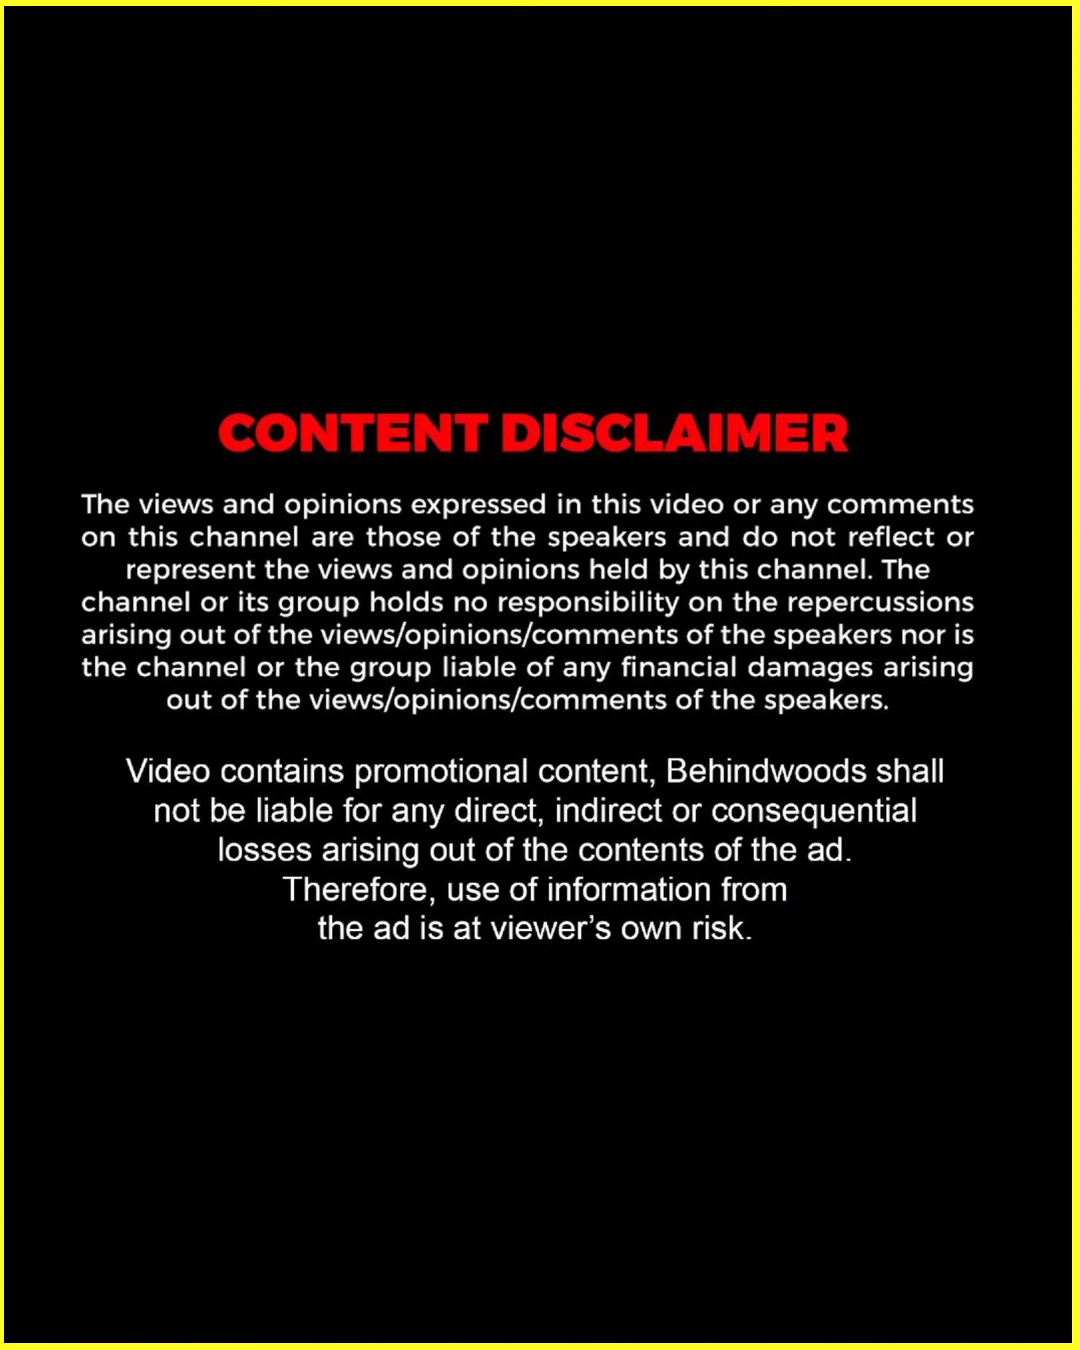 CONTENT DISCLAIMER
The views and opinions expressed in this video or any comments
on this channel are those of the speakers and do not reflect or
represent the views and opinions held by this channel. The
channel or its group holds no responsibility on the repercussions
arising out of the views/opinions/comments of the speakers nor is
the channel or the group liable of any financial damages arising
out of the views/opinions/comments of the speakers.
Video contains promotional content, Behindwoods shall
not be liable for any direct, indirect or consequential
losses arising out of the contents of the ad.
Therefore, use of information from
the ad is at viewer’s own risk.